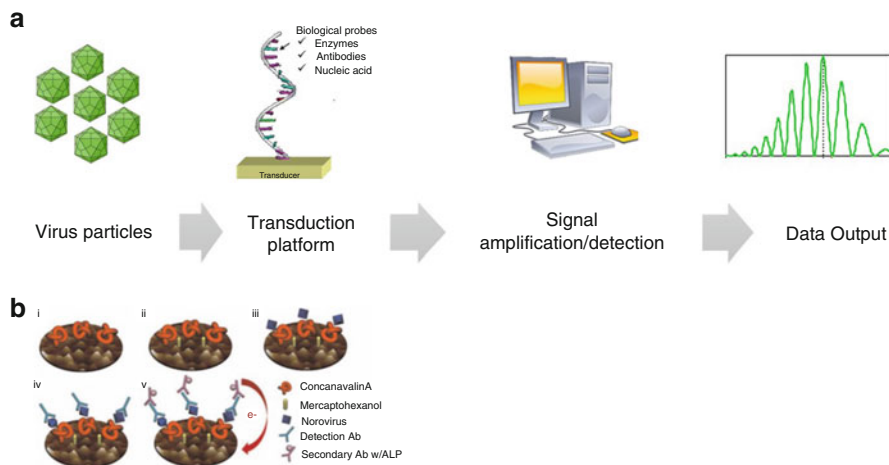 a
Biological probes
✓ Enzymes
✓ Antibodies
✓ Nucleic acid
Transducer
Virus particles
Transduction
platform
Signal
amplification/detection
Data Output
b
i
ii
iii
iv
v
e-
ConcanavalinA
Mercaptohexanol
Norovirus
Detection Ab
Secondary Ab w/ALP